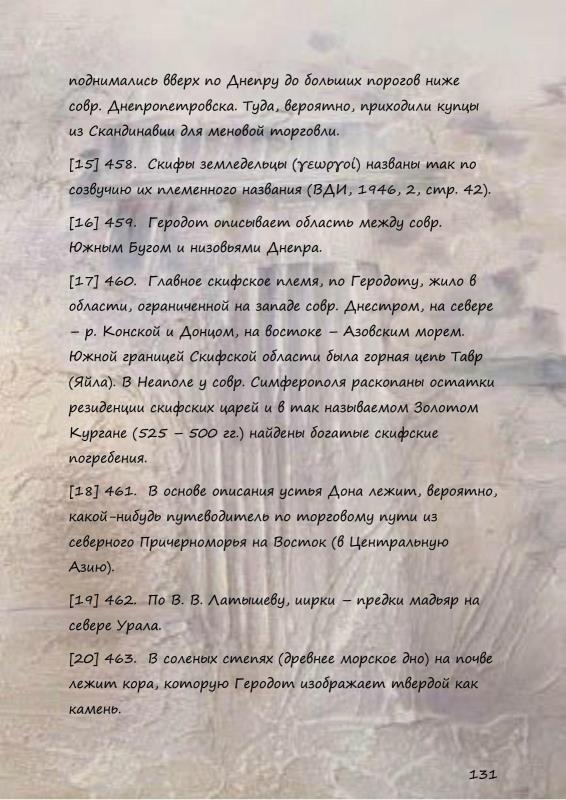 поднимались вверх по Днепру до больших порогов ниже
совр. Днепропетровска. Туда, вероятно, приходили купцы
из Скандинавии для меновой торговли.
[15] 458.  Скифы земледельцы (γεωργοί) названы так по
созвучию их племенного названия (ВДИ, 1946, 2, стр. 42).
[16] 459.  Геродот описывает область между совр.
Южным Бугом и низовьями Днепра.
[17] 460.  Главное скифское племя, по Геродоту, жило в
области, ограниченной на западе совр. Днестром, на севере
– р. Конской и Донцом, на востоке – Азовским морем.
Южной границей Скифской области была горная цепь Тавр
(Яйла). В Неаполе у совр. Симферополя раскопаны остатки
резиденции скифских царей и в так называемом Золотом
Кургане (525 – 500 гг.) найдены богатые скифские
погребения.
[18] 461.  В основе описания устья Дона лежит, вероятно,
какой-нибудь путеводитель по торговому пути из
северного Причерноморья на Восток (в Центральную
Азию).
[19] 462.  По В. В. Латышеву, иирки – предки мадьяр на
севере Урала.
[20] 463.  В соленых степях (древнее морское дно) на почве
лежит кора, которую Геродот изображает твердой как
камень.
131